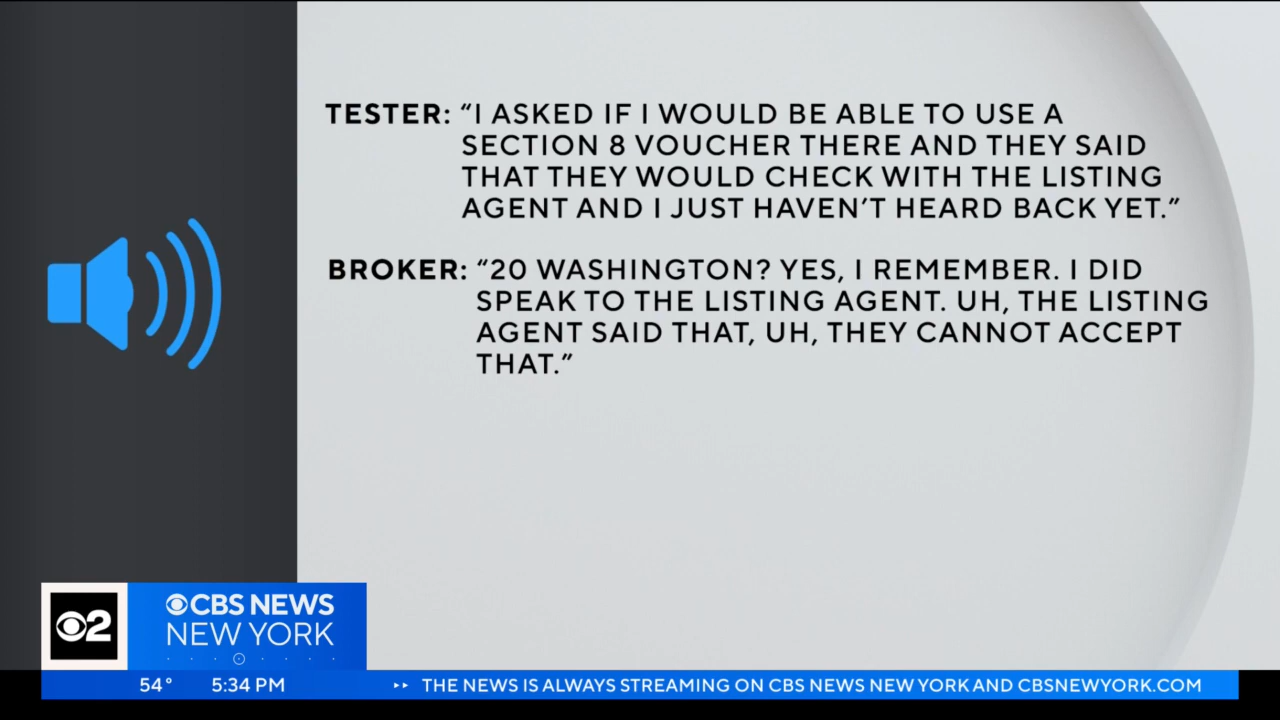 TESTER: “I ASKED IF I WOULD BE ABLE TO USE A
SECTION 8 VOUCHER THERE AND THEY SAID
THAT THEY WOULD CHECK WITH THE LISTING
AGENT AND I JUST HAVEN’T HEARD BACK YET.”
BROKER: “20 WASHINGTON? YES, I REMEMBER. I DID
SPEAK TO THE LISTING AGENT. UH, THE LISTING
AGENT SAID THAT, UH, THEY CANNOT ACCEPT
THAT.”
2
CBS NEWS
NEW YORK
54° 5:34 PM THE NEWS IS ALWAYS STREAMING ON CBS NEWS NEW YORK AND CBSNEWYORK.COM